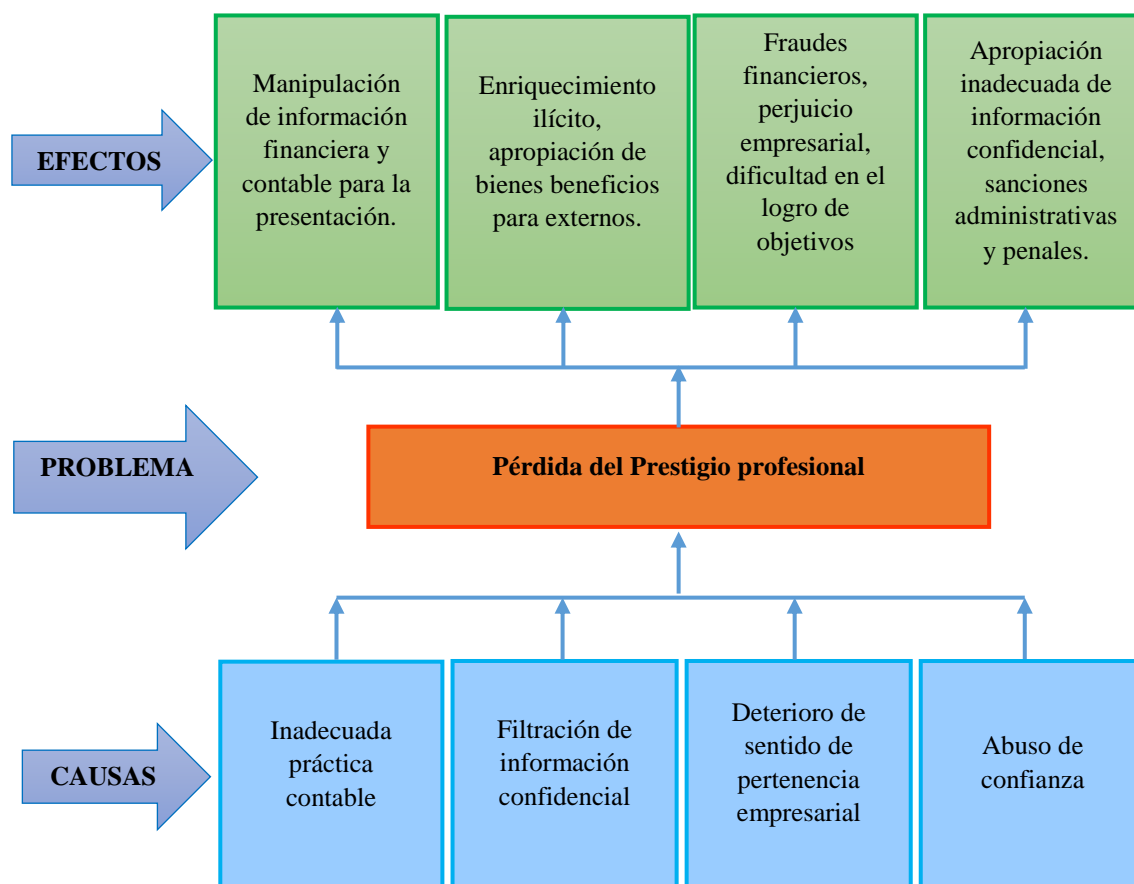 Manipulación
de información
financiera y
contable para la
presentación.
Enriquecimiento
ilícito,
apropiación de
bienes beneficios
para externos.
Fraudes
financieros,
perjuicio
empresarial,
dificultad en el
logro de
objetivos
Apropiación
inadecuada de
información
confidencial,
sanciones
administrativas
y penales.
EFECTOS
PROBLEMA
Pérdida del Prestigio profesional
Inadecuada
práctica
contable
Filtración de
información
confidencial
Deterioro de
sentido de
pertenencia
empresarial
Abuso de
confianza
CAUSAS